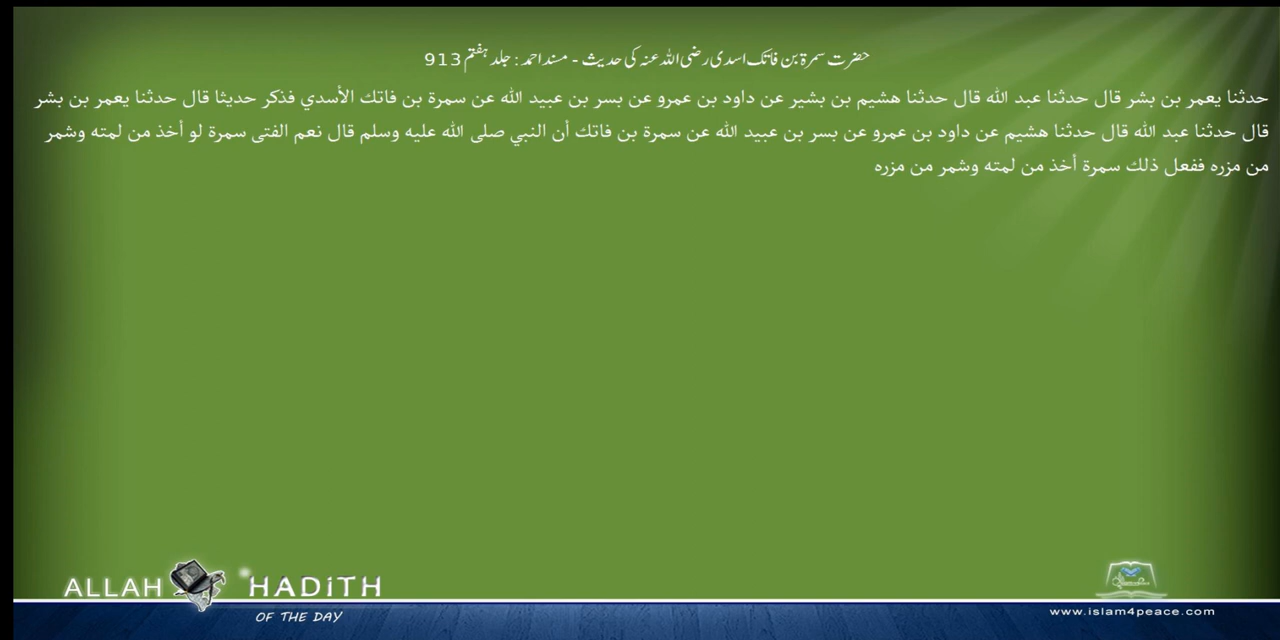 حضرت سمرۃ بن فاتک اسدی رضی اللہ عنہ کی حدیث - مسند احمد: جلد ہفتم 913
حدثنا يعمر بن بشر قال حدثنا عبد الله قال حدثنا هشيم بن بشير عن داود بن عمرو عن بسر بن عبيد الله عن سمرة بن فاتك الأسدي فذكر حديثا قال حدثنا يعمر بن بشر
قال حدثنا عبد الله قال حدثنا هشيم عن داود بن عمرو عن بسر بن عبيد الله عن سمرة بن فاتك أن النبي صلى الله عليه وسلم قال نعم الفتى سمرة لو أخذ من لمته وشمر
من مزره ففعل ذلك سمرة أخذ من لمته وشمر من مزره
ALLAH HADITH
OF THE DAY
www.islam4peace.com